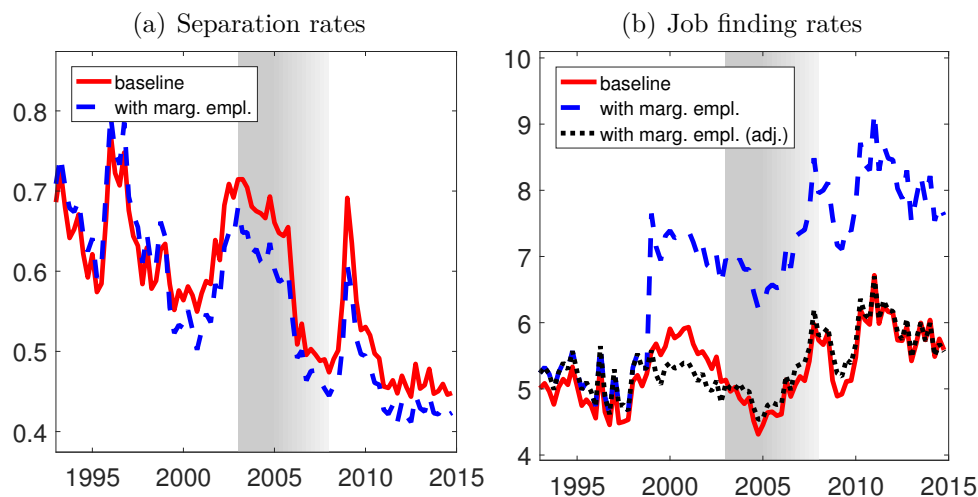 (a) Separation rates
baseline
with marg. empl.
0.8
0.7
0.6
0.5
0.4
1995 2000 2005 2010 2015
(b) Job finding rates
baseline
with marg. empl.
with marg. empl. (adj.)
10
9
8
7
6
5
4
1995 2000 2005 2010 2015